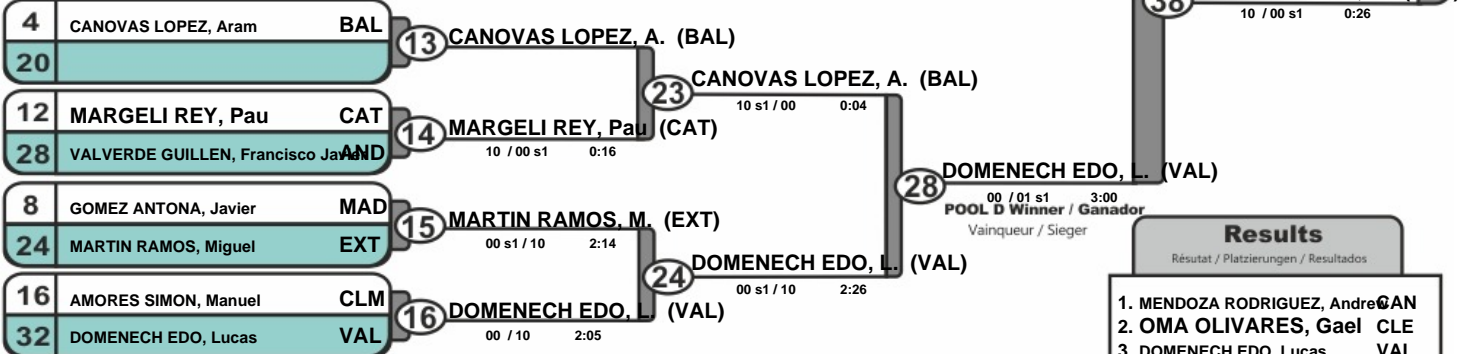 4 CANOVAS LOPEZ, Aram BAL
20
13 CANOVAS LOPEZ, A. (BAL)
12 MARGELI REY, Pau CAT
28 VALVERDE GUILLEN, Francisco Javier AND
14 MARGELI REY, Pau (CAT)
10 / 00 s1 0:16
23 CANOVAS LOPEZ, A. (BAL)
10 s1 / 00 0:04
8 GOMEZ ANTONA, Javier MAD
24 MARTIN RAMOS, Miguel EXT
15 MARTIN RAMOS, M. (EXT)
00 s1 / 10 2:14
16 AMORES SIMON, Manuel CLM
32 DOMENECH EDO, Lucas VAL
16 DOMENECH EDO, L. (VAL)
00 / 10 2:05
24 DOMENECH EDO, L. (VAL)
00 s1 / 10 2:26
28 DOMENECH EDO, L. (VAL)
00 / 01 s1 3:00
POOL D Winner / Ganador
Vainqueur / Sieger
38
10 / 00 s1 0:26
Results
Résutat / Platzierungen / Resultados
1. MENDOZA RODRIGUEZ, Andrew CAN
2. OMA OLIVARES, Gael CLE
3. DOMENECH EDO, Lucas VAL